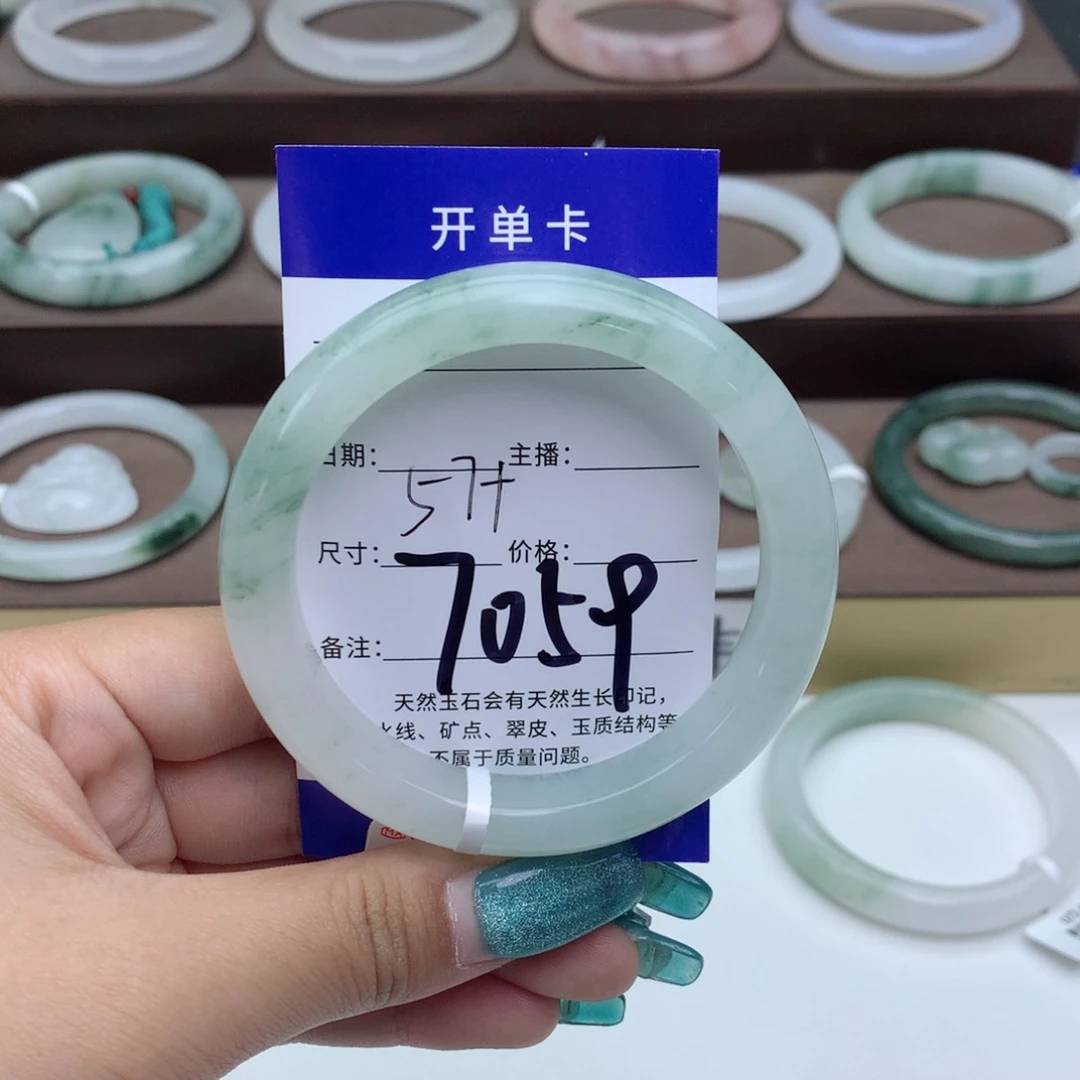 开单卡
日期: 主播:
57+
尺寸: 价格:
7059
备注:
天然玉石会有天然生长印记，
水线、矿点、翠皮、玉质结构等
不属于质量问题。